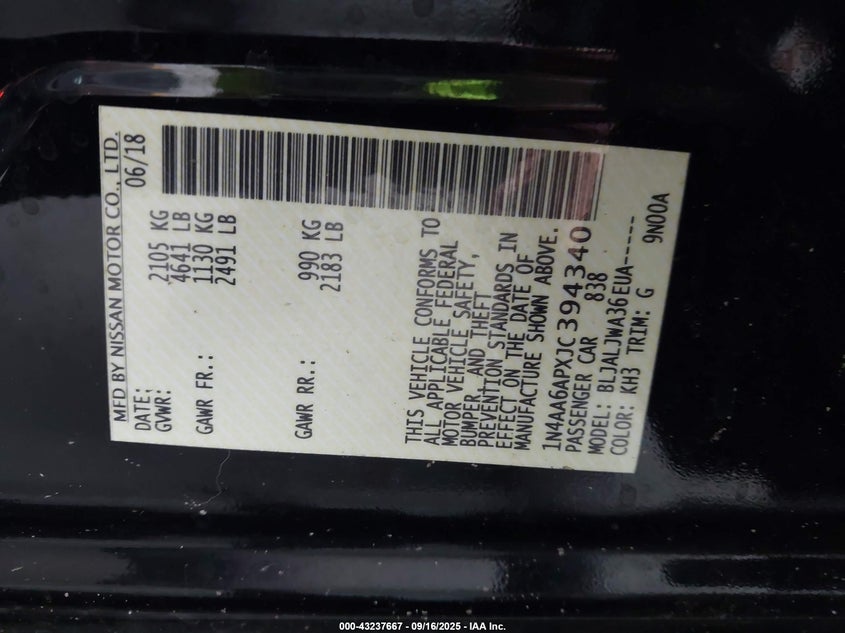 MFD BY NISSAN MOTOR CO., LTD.
DATE: 06/18
GVWR: 2105 KG
4641 LB
GAWR FR.: 1130 KG
2491 LB
GAWR RR.: 990 KG
2183 LB
THIS VEHICLE CONFORMS TO
ALL APPLICABLE FEDERAL
MOTOR VEHICLE SAFETY,
BUMPER, AND THEFT
PREVENTION STANDARDS IN
EFFECT ON THE DATE OF
MANUFACTURE SHOWN ABOVE.
1N4AA6APXJC394340
PASSENGER CAR 838
MODEL: BLJALJWA36EUA------
COLOR: KH3 TRIM: G 9N00A
000-43237667 - 09/16/2025 - IAA Inc.